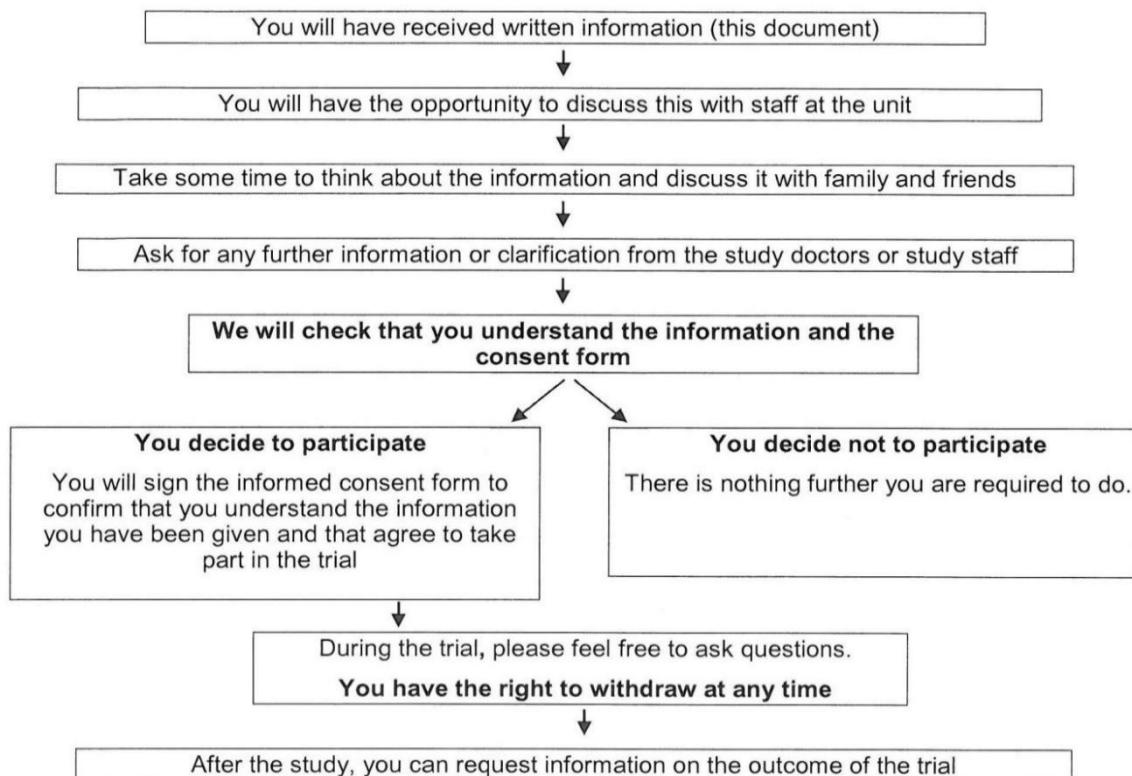 You will have received written information (this document)
You will have the opportunity to discuss this with staff at the unit
Take some time to think about the information and discuss it with family and friends
Ask for any further information or clarification from the study doctors or study staff
We will check that you understand the information and the
consent form
You decide to participate
You will sign the informed consent form to
confirm that you understand the information
you have been given and that agree to take
part in the trial
You decide not to participate
There is nothing further you are required to do.
During the trial, please feel free to ask questions.
You have the right to withdraw at any time
After the study, you can request information on the outcome of the trial